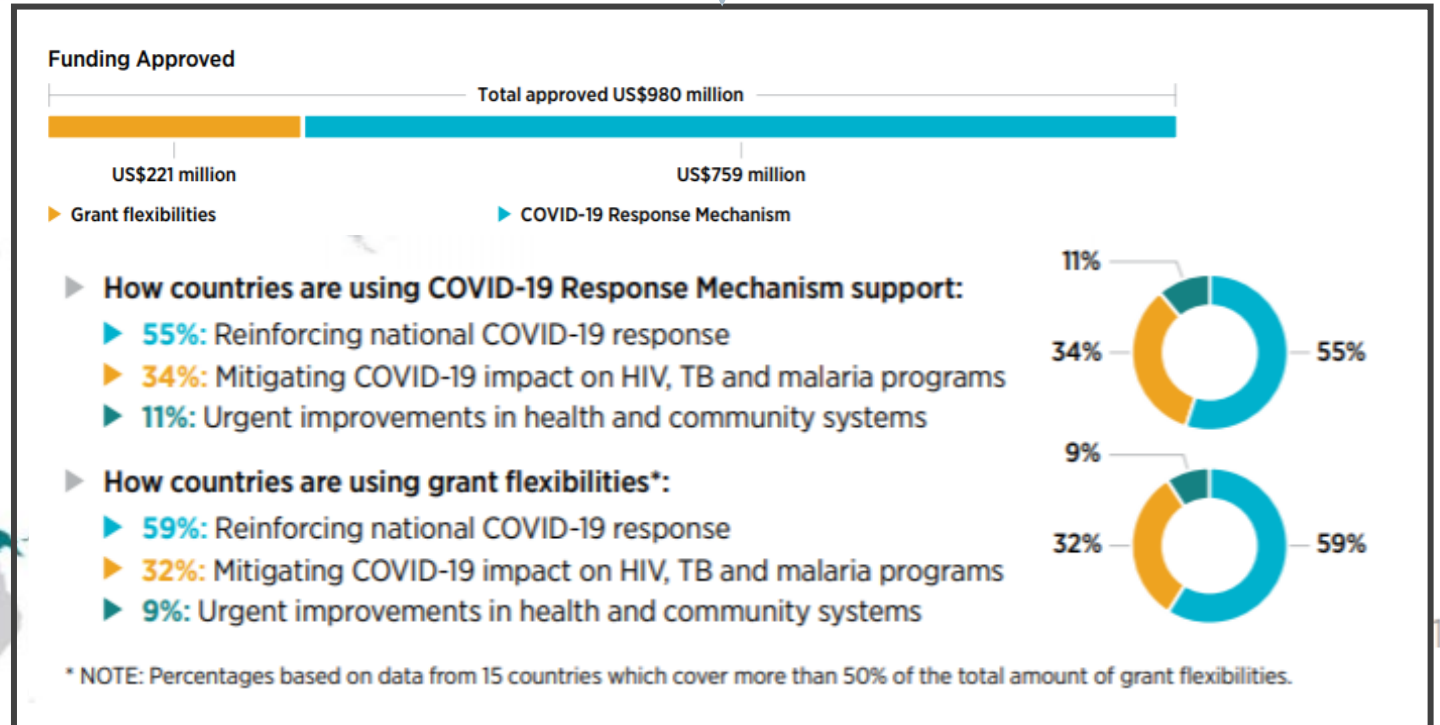 Funding Approved
Total approved US$980 million
US$221 million
US$759 million
Grant flexibilities
COVID-19 Response Mechanism
How countries are using COVID-19 Response Mechanism support:
55%: Reinforcing national COVID-19 response
34%: Mitigating COVID-19 impact on HIV, TB and malaria programs
11%: Urgent improvements in health and community systems
11%
34%
55%
How countries are using grant flexibilities*:
59%: Reinforcing national COVID-19 response
32%: Mitigating COVID-19 impact on HIV, TB and malaria programs
9%: Urgent improvements in health and community systems
9%
32%
59%
* NOTE: Percentages based on data from 15 countries which cover more than 50% of the total amount of grant flexibilities.